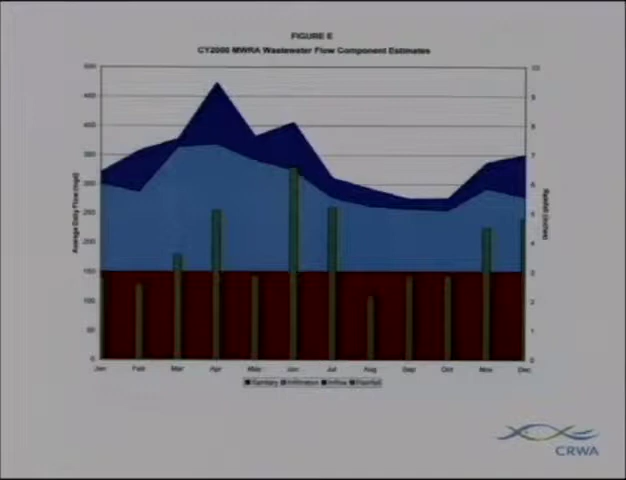 FIGURE E
CY2000 MWRA Wastewater Flow Component Estimates
500 10
450 9
400 8
350 7
300 6
250 5
200 4
150 3
100 2
50 1
0 0
Average Daily Flow (mgd)
Rainfall (inches)
Jan Feb Mar Apr May Jun Jul Aug Sep Oct Nov Dec
Sanitary Infiltration Inflow Rainfall
CRWA